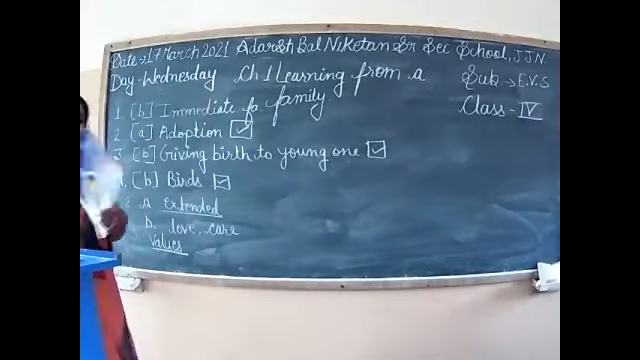 Date → 17 March 2021 Adarsh Bal Niketan Sr Sec School, JJN
Day - Wednesday Ch 1 Learning from a family Sub. → E.V.S
Class - IV
1 [b] Immediate fa
2 [a] Adoption
3 [b] Giving birth to young one
4. [b] Birds
2 a Extended
b. love, care
Values